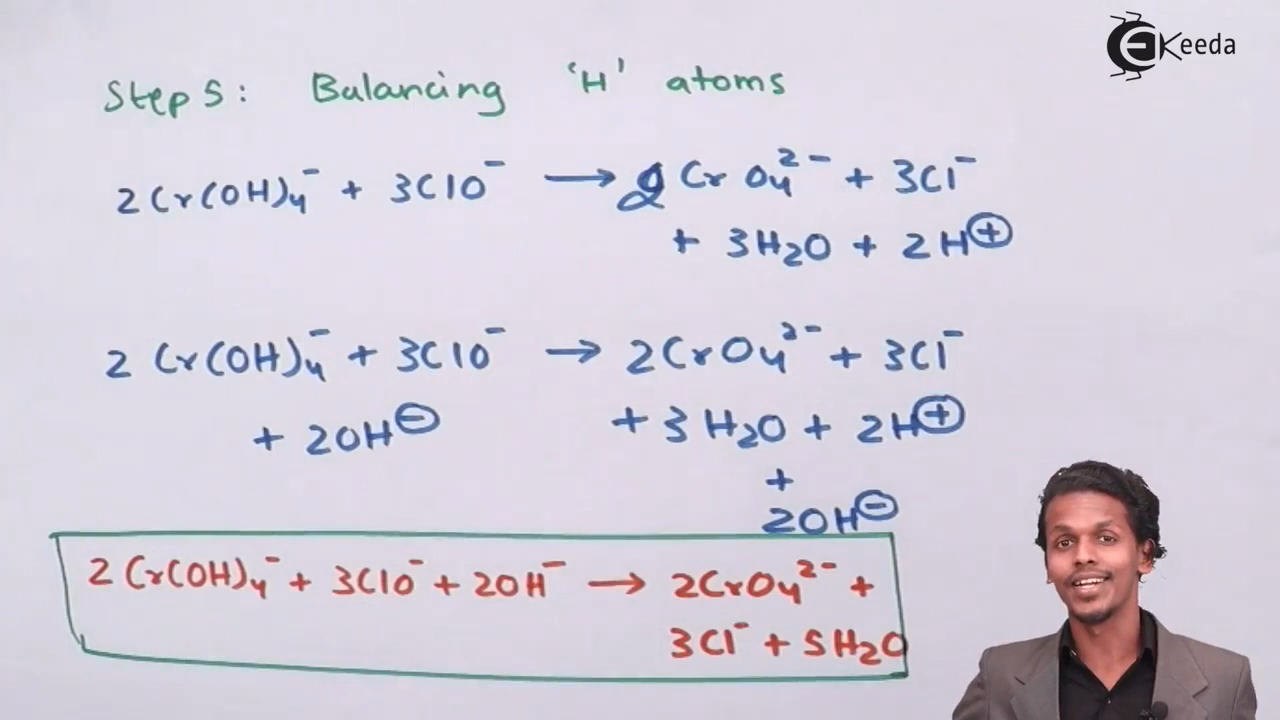 EKeeda
Step 5: Balancing 'H' atoms
2Cr(OH)₄⁻ + 3ClO⁻ → 2CrO₄²⁻ + 3Cl⁻
+ 3H₂O + 2H⊕
2Cr(OH)₄⁻ + 3ClO⁻ → 2CrO₄²⁻ + 3Cl⁻
+ 2OH⊖ + 3H₂O + 2H⊕
+
2OH⊖
2Cr(OH)₄⁻ + 3ClO⁻ + 2OH⁻ → 2CrO₄²⁻ +
3Cl⁻ + 5H₂O